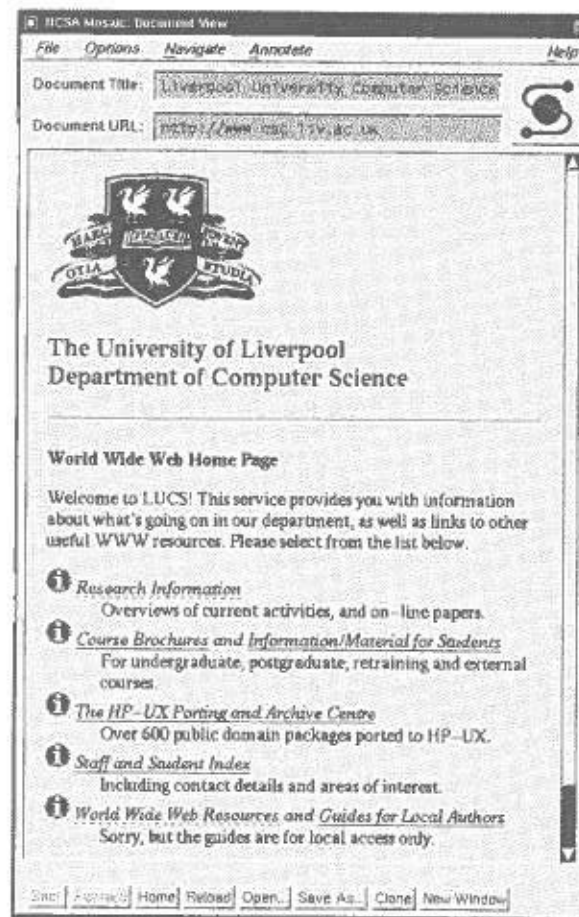 NCSA Mosaic: Document View
File Options Navigate Annotate Help
Document Title: Liverpool University Computer Science
Document URL: http://www.csc.liv.ac.uk
OTIA STUDIA
The University of Liverpool
Department of Computer Science
World Wide Web Home Page
Welcome to LUCS! This service provides you with information
about what's going on in our department, as well as links to other
useful WWW resources. Please select from the list below.
Research Information
Overviews of current activities, and on-line papers.
Course Brochures and Information/Material for Students
For undergraduate, postgraduate, retraining and external
courses.
The HP-UX Porting and Archive Centre
Over 600 public domain packages ported to HP-UX.
Staff and Student Index
Including contact details and areas of interest.
World Wide Web Resources and Guides for Local Authors
Sorry, but the guides are for local access only.
Home Reload Open... Save As... Clone New Window